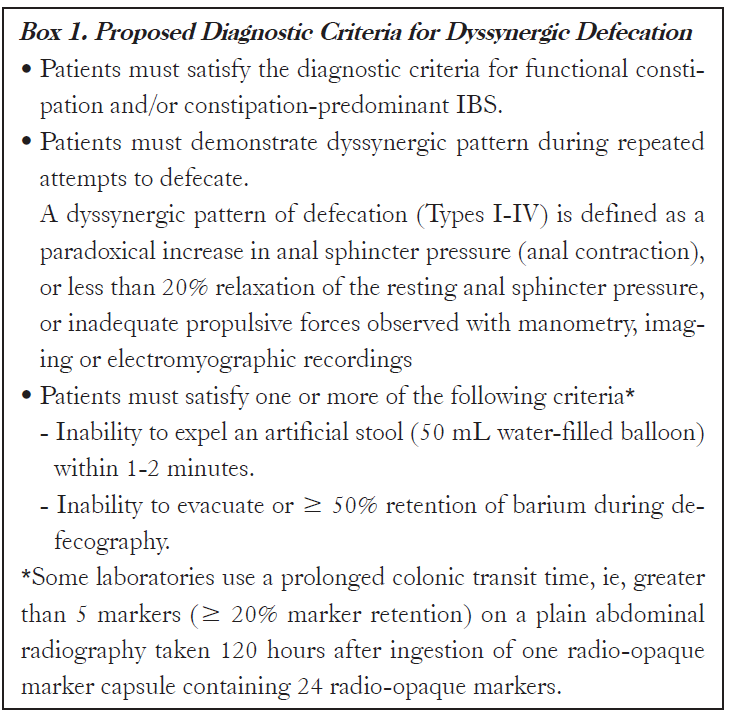 Box 1. Proposed Diagnostic Criteria for Dyssynergic Defecation
• Patients must satisfy the diagnostic criteria for functional consti-
pation and/or constipation-predominant IBS.
• Patients must demonstrate dyssynergic pattern during repeated
attempts to defecate.
A dyssynergic pattern of defecation (Types I-IV) is defined as a
paradoxical increase in anal sphincter pressure (anal contraction),
or less than 20% relaxation of the resting anal sphincter pressure,
or inadequate propulsive forces observed with manometry, imag-
ing or electromyographic recordings
• Patients must satisfy one or more of the following criteria*
- Inability to expel an artificial stool (50 mL water-filled balloon)
within 1-2 minutes.
- Inability to evacuate or ≥ 50% retention of barium during de-
fecography.
*Some laboratories use a prolonged colonic transit time, ie, greater
than 5 markers (≥ 20% marker retention) on a plain abdominal
radiography taken 120 hours after ingestion of one radio-opaque
marker capsule containing 24 radio-opaque markers.